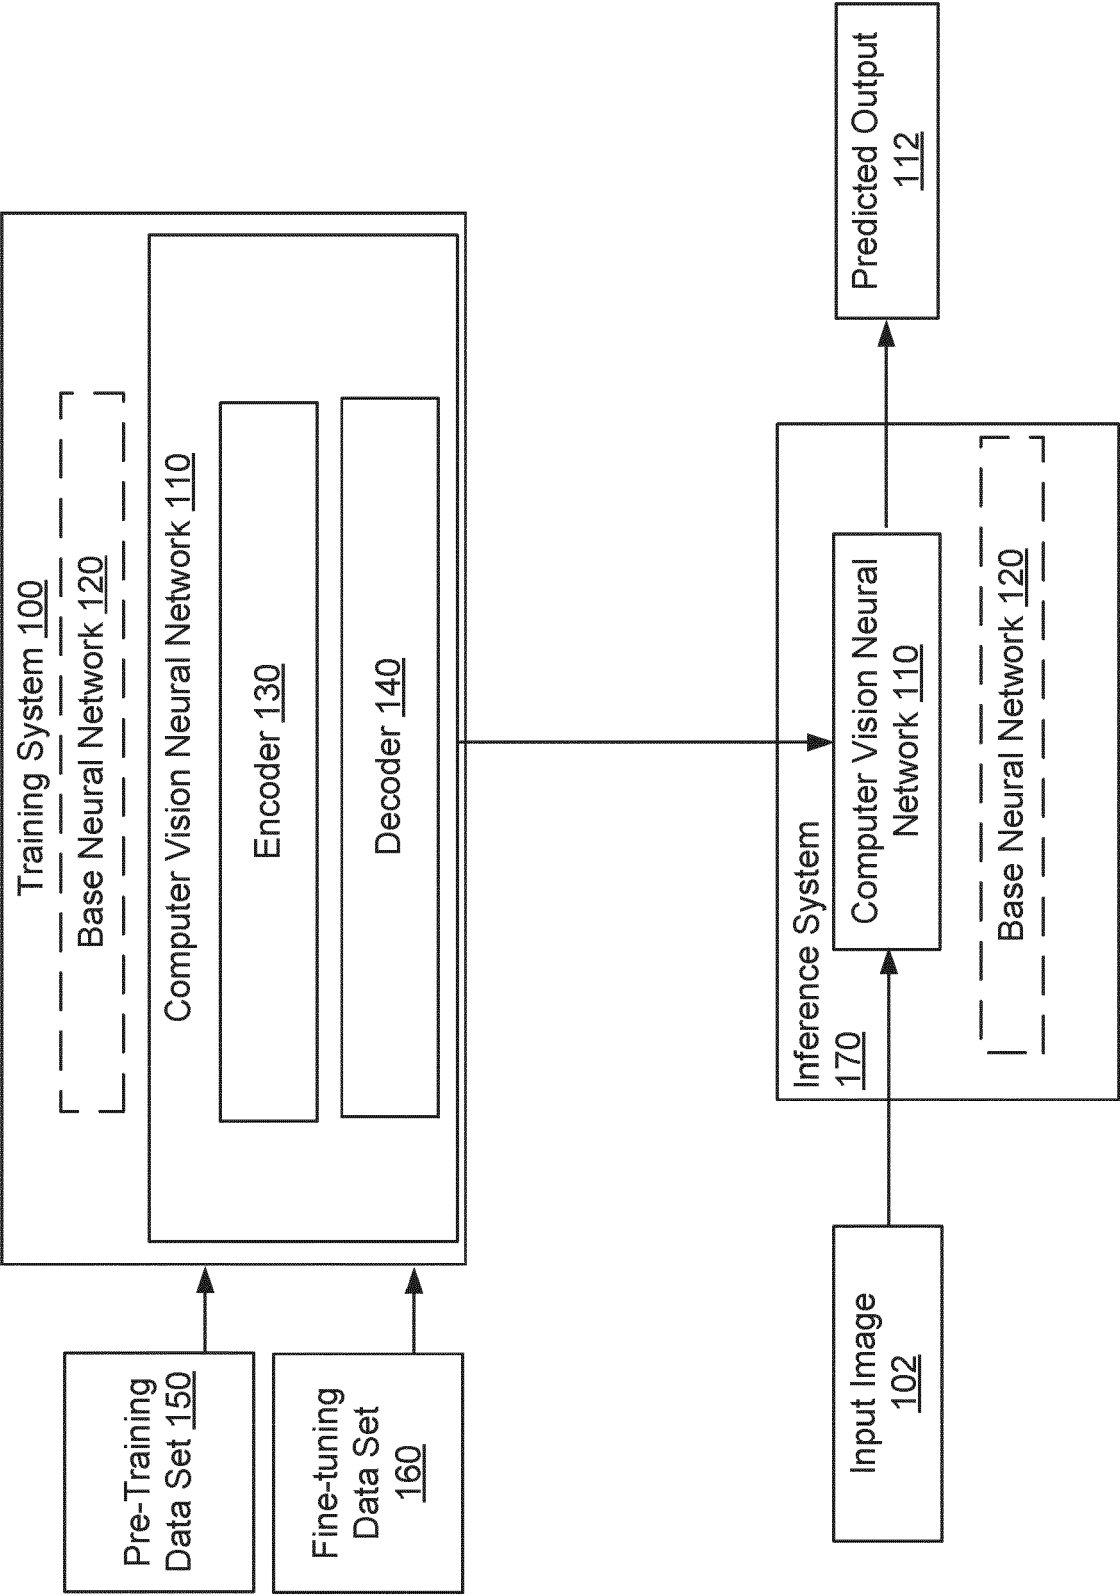 Training System 100
Base Neural Network 120
Computer Vision Neural Network 110
Encoder 130
Decoder 140
Pre-Training
Data Set 150
Fine-tuning
Data Set
160
Inference System
170
Computer Vision Neural
Network 110
Base Neural Network 120
Input Image
102
Predicted Output
112